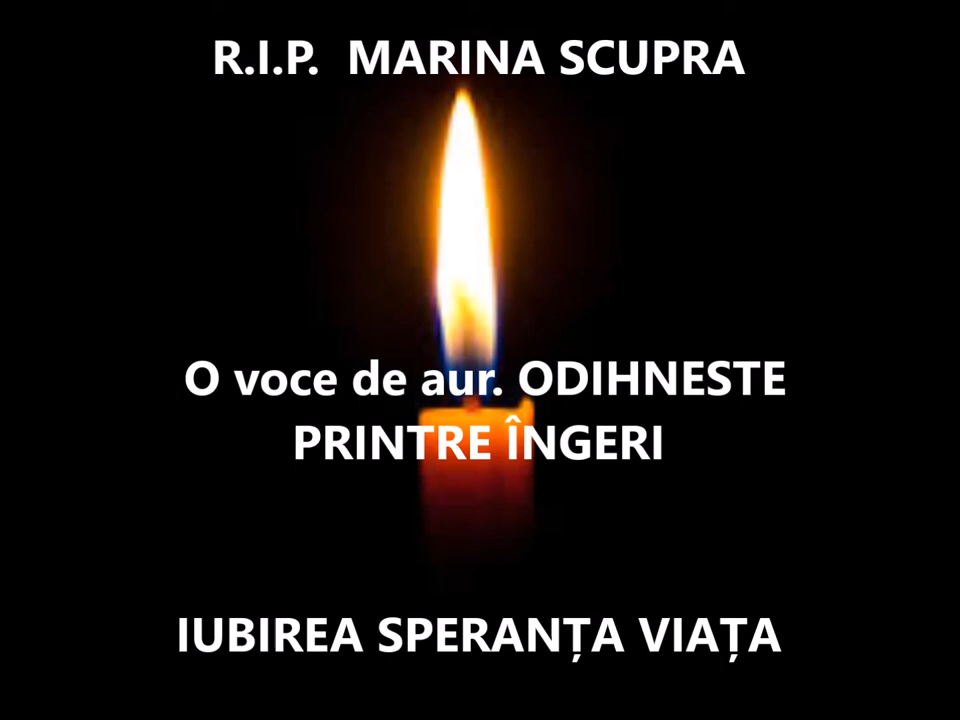 R.I.P. MARINA SCUPRA
O voce de aur. ODIHNESTE
PRINTRE ÎNGERI
IUBIREA SPERANȚA VIAȚA